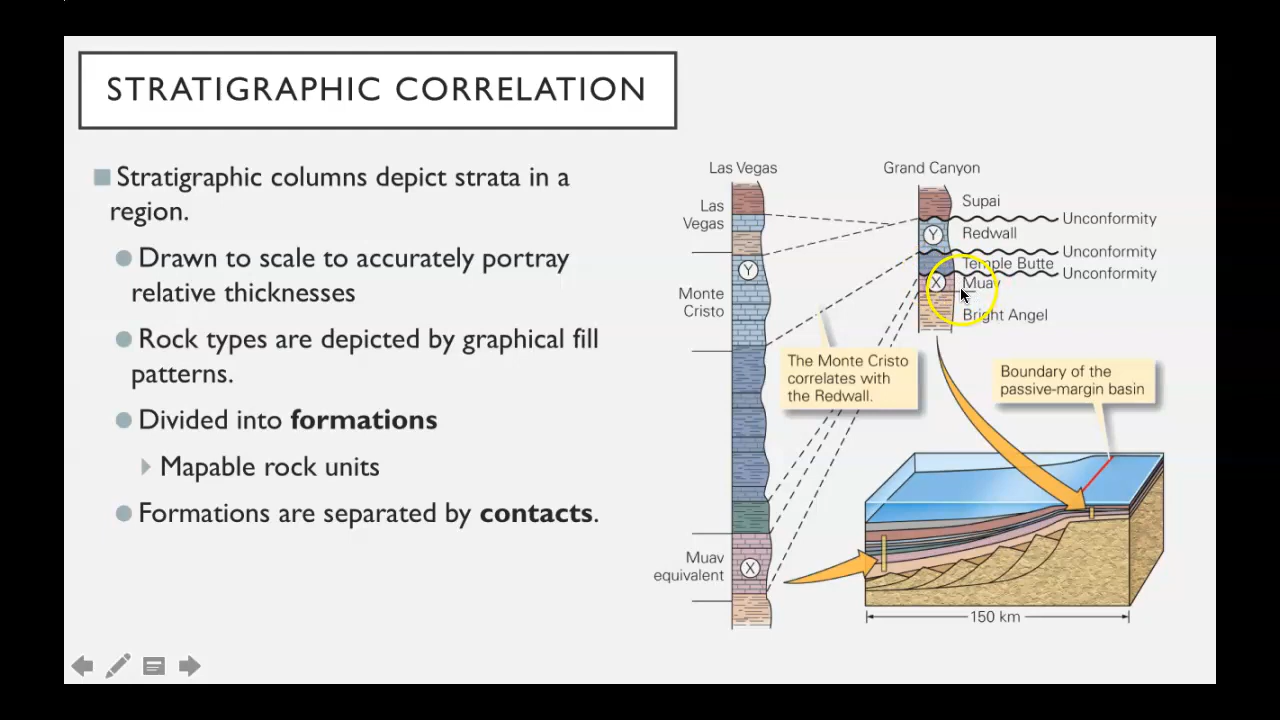 STRATIGRAPHIC CORRELATION
Stratigraphic columns depict strata in a
region.
Drawn to scale to accurately portray
relative thicknesses
Rock types are depicted by graphical fill
patterns.
Divided into formations
Mapable rock units
Formations are separated by contacts.
Las Vegas
Las
Vegas
Y
Monte
Cristo
Muav
equivalent
X
Grand Canyon
Supai
Unconformity
Y
Redwall
Unconformity
Temple Butte
Unconformity
X
Muav
Bright Angel
The Monte Cristo
correlates with
the Redwall.
Boundary of the
passive-margin basin
150 km